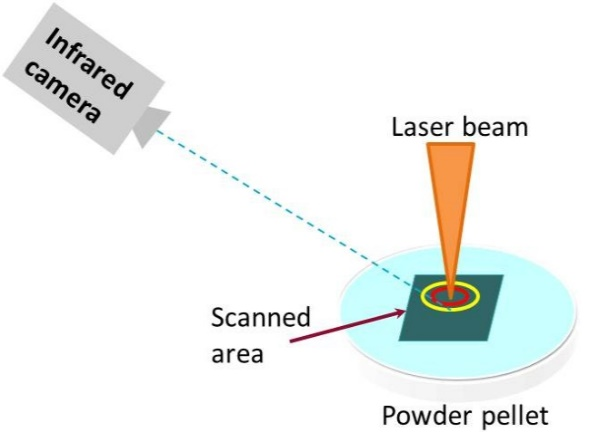 Infrared
camera
Laser beam
Scanned
area
Powder pellet